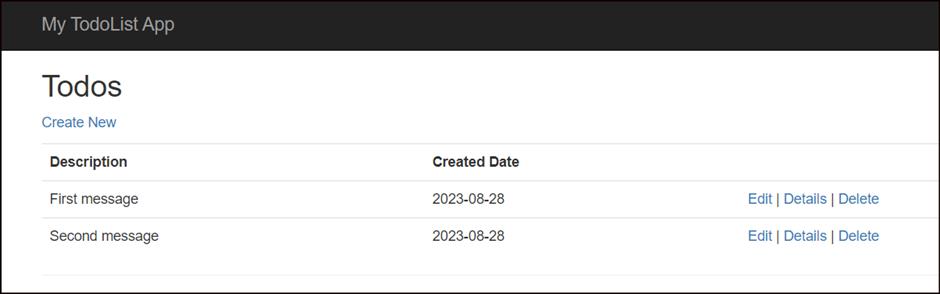 My TodoList App
Todos
Create New
Description Created Date
First message 2023-08-28 Edit | Details | Delete
Second message 2023-08-28 Edit | Details | Delete